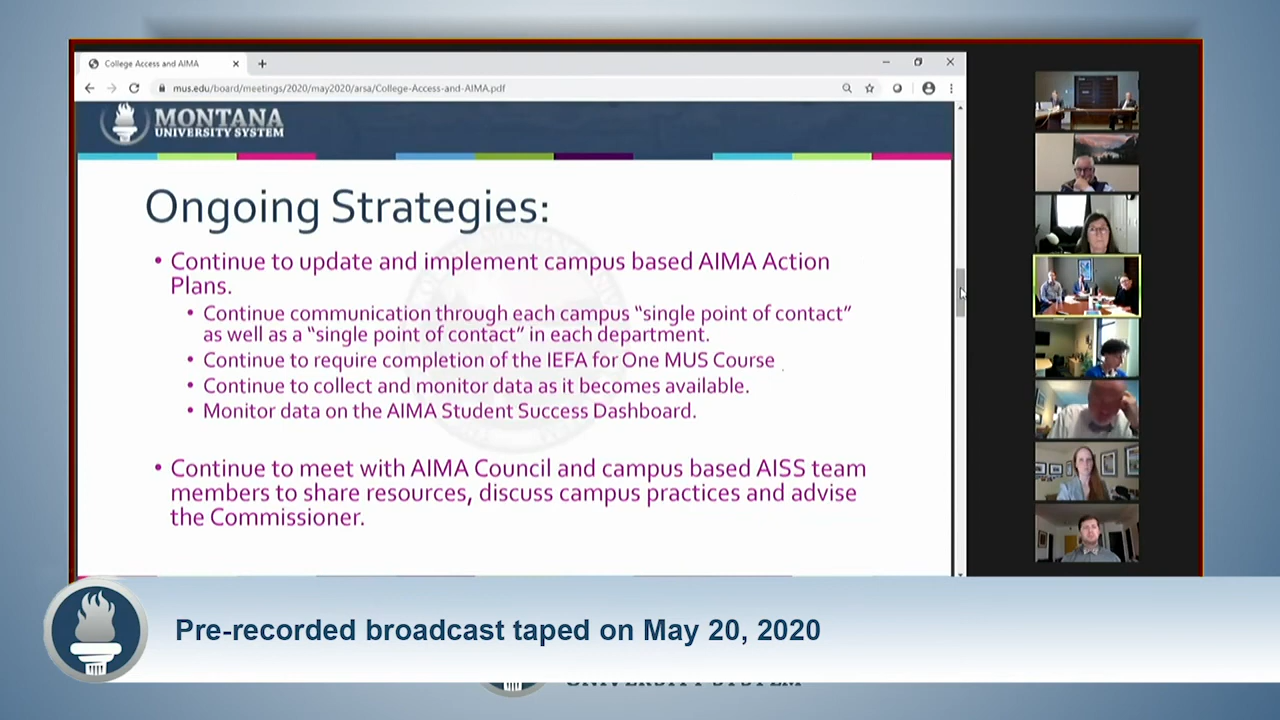 College Access and AIMA
mus.edu/board/meetings/2020/may2020/arsa/College-Access-and-AIMA.pdf
MONTANA
UNIVERSITY SYSTEM
Ongoing Strategies:
• Continue to update and implement campus based AIMA Action
Plans.
• Continue communication through each campus “single point of contact”
as well as a “single point of contact” in each department.
• Continue to require completion of the IEFA for One MUS Course
• Continue to collect and monitor data as it becomes available.
• Monitor data on the AIMA Student Success Dashboard.
• Continue to meet with AIMA Council and campus based AISS team
members to share resources, discuss campus practices and advise
the Commissioner.
Pre-recorded broadcast taped on May 20, 2020
UNIVERSITY SYSTEM